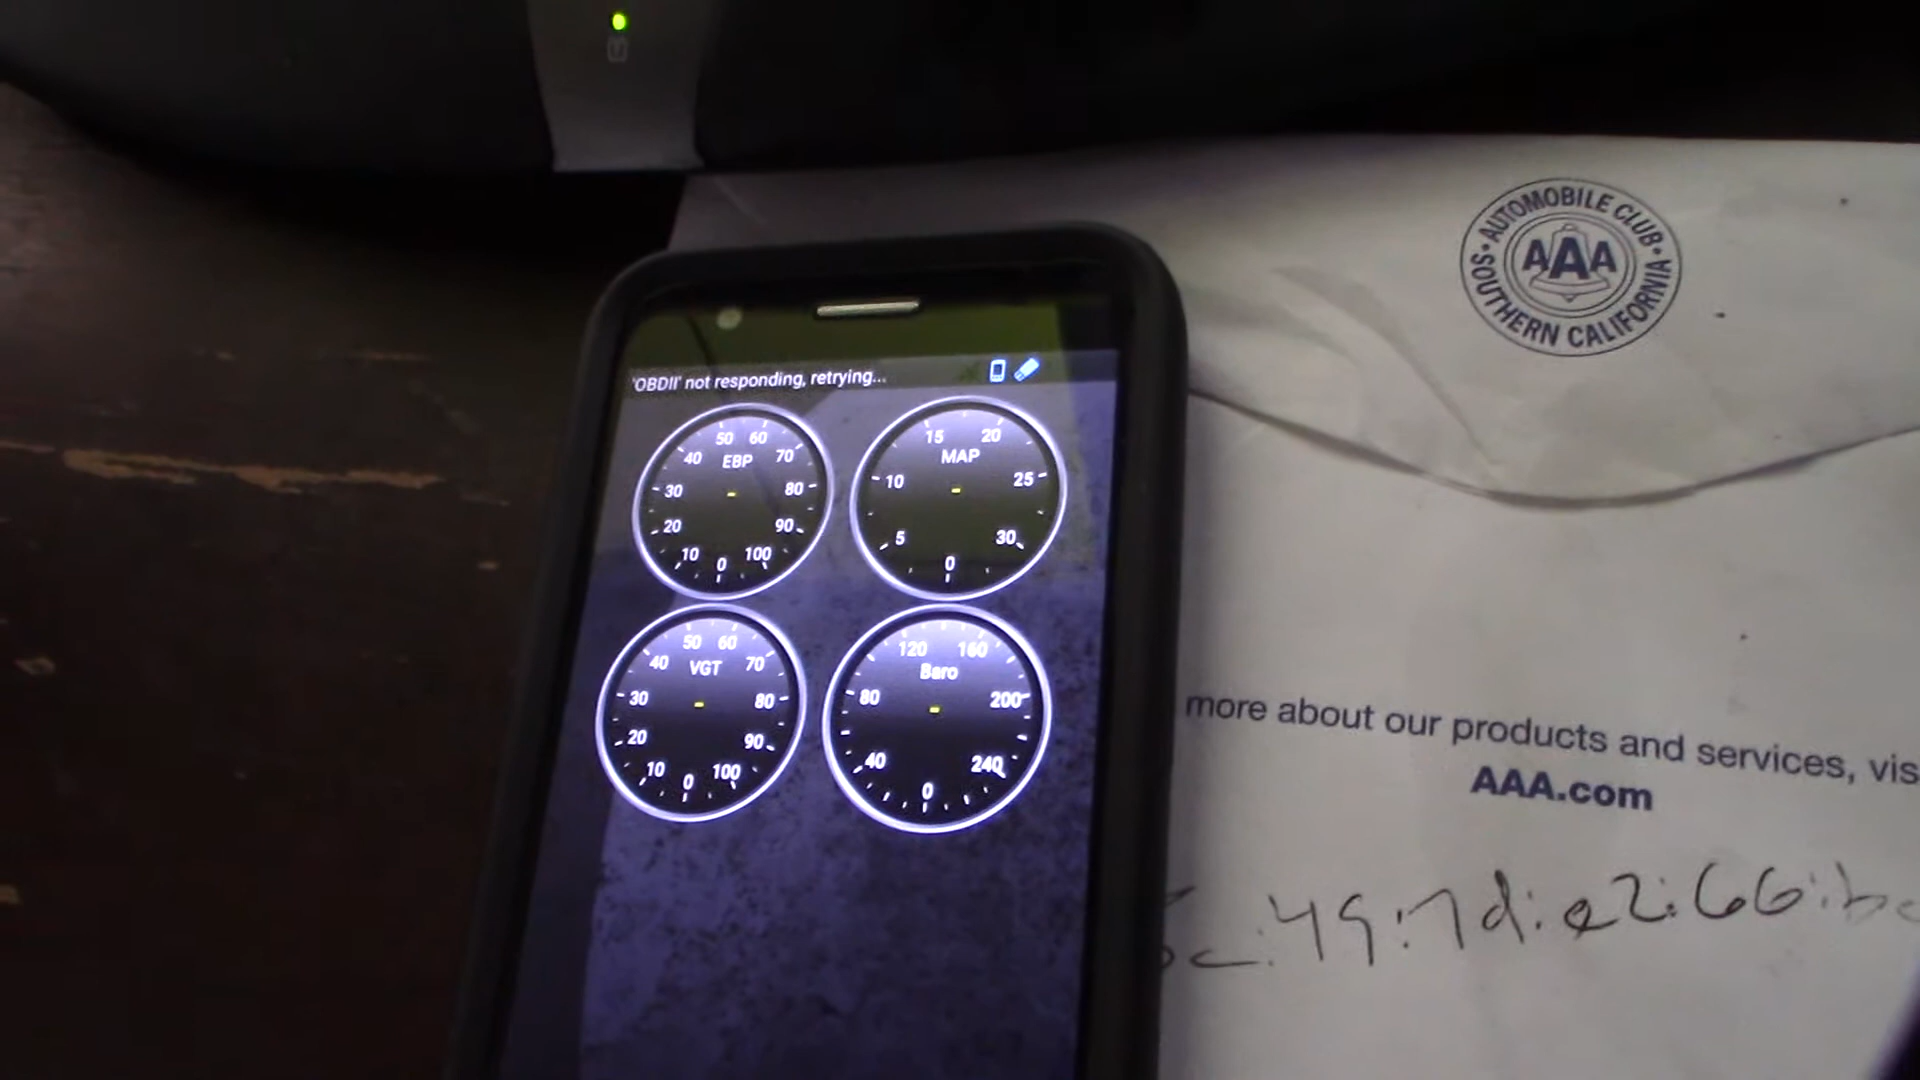 AUTOMOBILE CLUB
AAA
SOUTHERN CALIFORNIA
'OBDII' not responding, retrying...
50 60
40 EBP 70
30 80
20 90
10 0 100
15 20
MAP
10 25
5 30
0
50 60
40 VGT 70
30 80
20 90
10 0 100
120 160
Baro
80 200
40 240
0
more about our products and services, vis
AAA.com
c:49:7d:e2:66:b